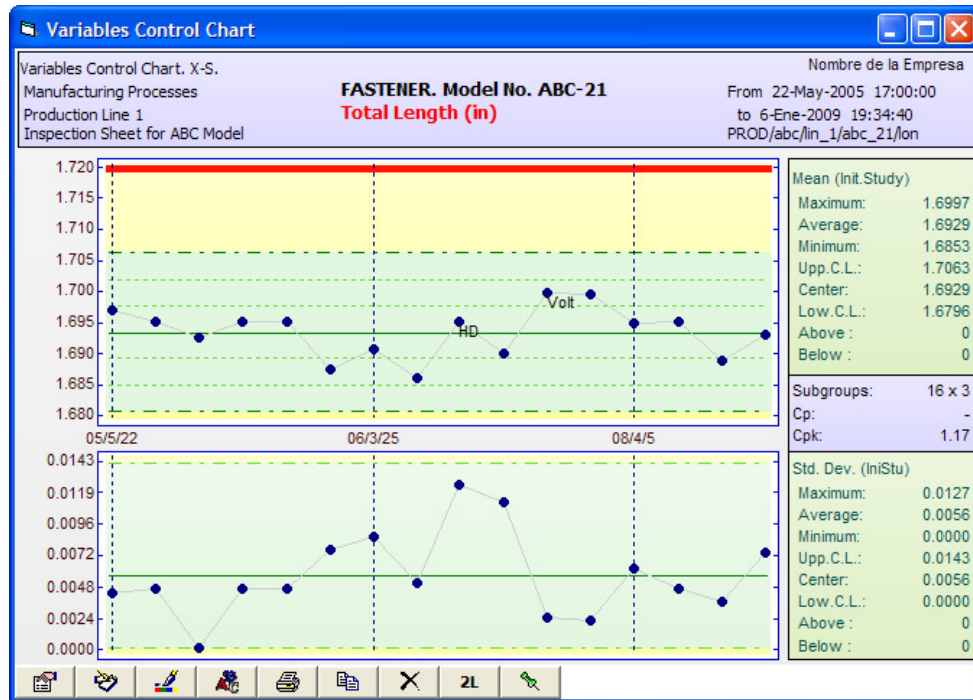 Variables Control Chart
Variables Control Chart. X-S.
Manufacturing Processes
Production Line 1
Inspection Sheet for ABC Model
FASTENER. Model No. ABC-21
Total Length (in)
Nombre de la Empresa
From 22-May-2005 17:00:00
to 6-Ene-2009 19:34:40
PROD/abc/lin_1/abc_21/lon
1.720
1.715
1.710
1.705
1.700
1.695
1.690
1.685
1.680
Volt
HD
05/5/22 06/3/25 08/4/5
0.0143
0.0119
0.0096
0.0072
0.0048
0.0024
0.0000
Mean (Init.Study)
Maximum: 1.6997
Average: 1.6929
Minimum: 1.6853
Upp.C.L.: 1.7063
Center: 1.6929
Low.C.L.: 1.6796
Above : 0
Below : 0
Subgroups: 16 x 3
Cp: -
Cpk: 1.17
Std. Dev. (IniStu)
Maximum: 0.0127
Average: 0.0056
Minimum: 0.0000
Upp.C.L.: 0.0143
Center: 0.0056
Low.C.L.: 0.0000
Above : 0
Below : 0
2L